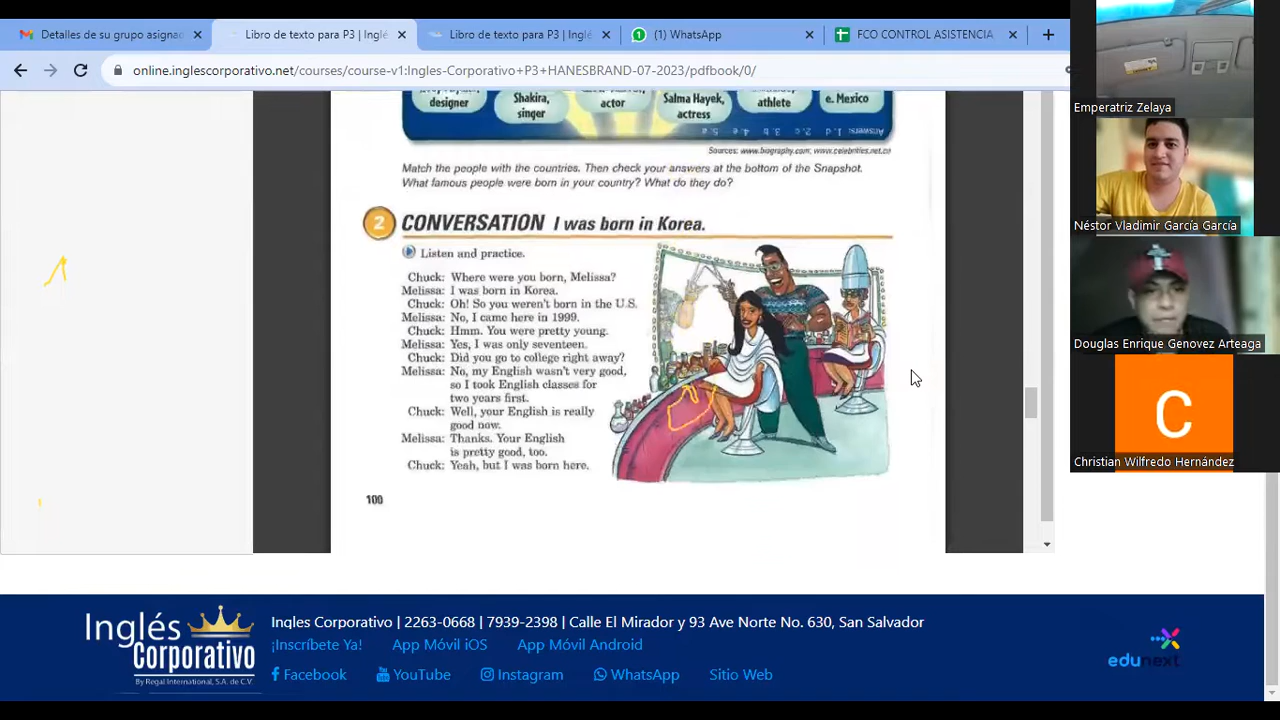 Detalles de su grupo asigna
Libro de texto para P3 | Inglé
Libro de texto para P3 | Inglé
(1) WhatsApp
FCO CONTROL ASISTENCIA
online.inglescorporativo.net/courses/course-v1:Ingles-Corporativo+P3+HANESBRAND-07-2023/pdfbook/0/
designer
Shakira,
singer
actor
Salma Hayek,
actress
athlete
e. Mexico
Answers: 1. d 2. c 3. b 4. e 5. a
Sources: www.biography.com; www.celebrities.net.co
Match the people with the countries. Then check your answers at the bottom of the Snapshot.
What famous people were born in your country? What do they do?
2 CONVERSATION I was born in Korea.
Listen and practice.
Chuck: Where were you born, Melissa?
Melissa: I was born in Korea.
Chuck: Oh! So you weren't born in the U.S.
Melissa: No, I came here in 1999.
Chuck: Hmm. You were pretty young.
Melissa: Yes, I was only seventeen.
Chuck: Did you go to college right away?
Melissa: No, my English wasn't very good,
so I took English classes for
two years first.
Chuck: Well, your English is really
good now.
Melissa: Thanks. Your English
is pretty good, too.
Chuck: Yeah, but I was born here.
100
Emperatriz Zelaya
Néstor Vladimir García García
Douglas Enrique Genovez Arteaga
C
Christian Wilfredo Hernández
Inglés
Corporativo
By Regal International, S.A. de C.V.
Ingles Corporativo | 2263-0668 | 7939-2398 | Calle El Mirador y 93 Ave Norte No. 630, San Salvador
¡Inscríbete Ya! App Móvil iOS App Móvil Android
Facebook YouTube Instagram WhatsApp Sitio Web
edunext